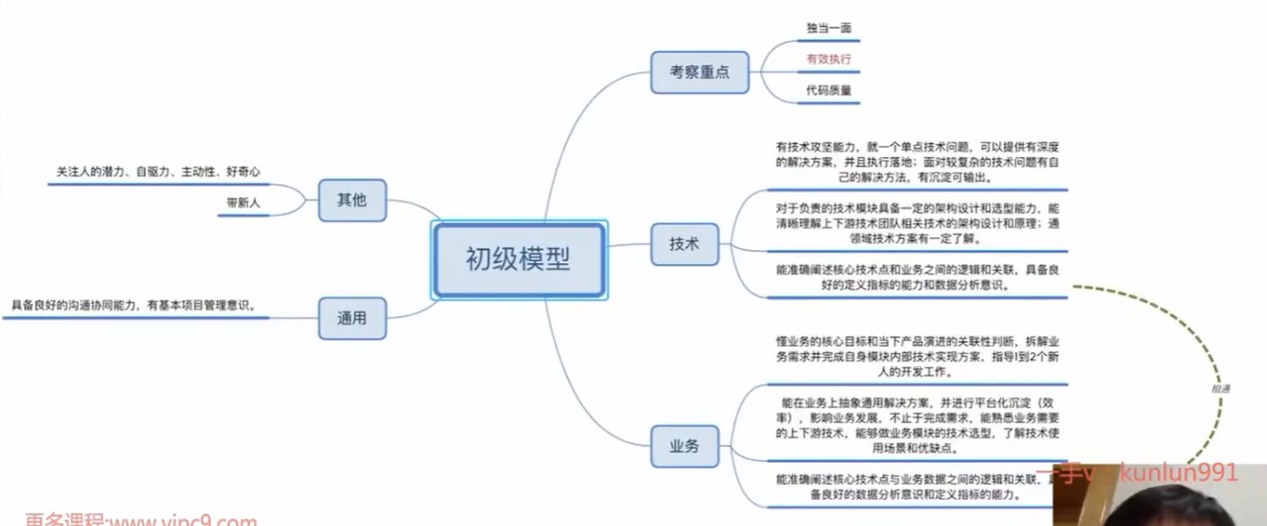 独当一面
有效执行
考察重点
代码质量
有技术攻坚能力，就一个单点技术问题，可以提供有深度
的解决方案，并且执行落地；面对较复杂的技术问题有自
己的解决方法，有沉淀可输出。
关注人的潜力、自驱力、主动性、好奇心
其他
带新人
对于负责的技术模块具备一定的架构设计和选型能力，能
清晰理解上下游技术团队相关技术的架构设计和原理；通
领域技术方案有一定了解。
技术
初级模型
能准确阐述核心技术点和业务之间的逻辑和关联，具备良
好的定义指标的能力和数据分析意识。
具备良好的沟通协同能力，有基本项目管理意识。
通用
懂业务的核心目标和当下产品演进的关联性判断，拆解业
务需求并完成自身模块内部技术实现方案，指导1到2个新
人的开发工作。
相通
能在业务上抽象通用解决方案，并进行平台化沉淀（效
率），影响业务发展，不止于完成需求，能熟悉业务需要
的上下游技术，能够做业务模块的技术选型，了解技术使
用场景和优缺点。
业务
能准确阐述核心技术点与业务数据之间的逻辑和关联，
备良好的数据分析意识和定义指标的能力。
一手v kunlun991
更多课程:www.vipc9.com